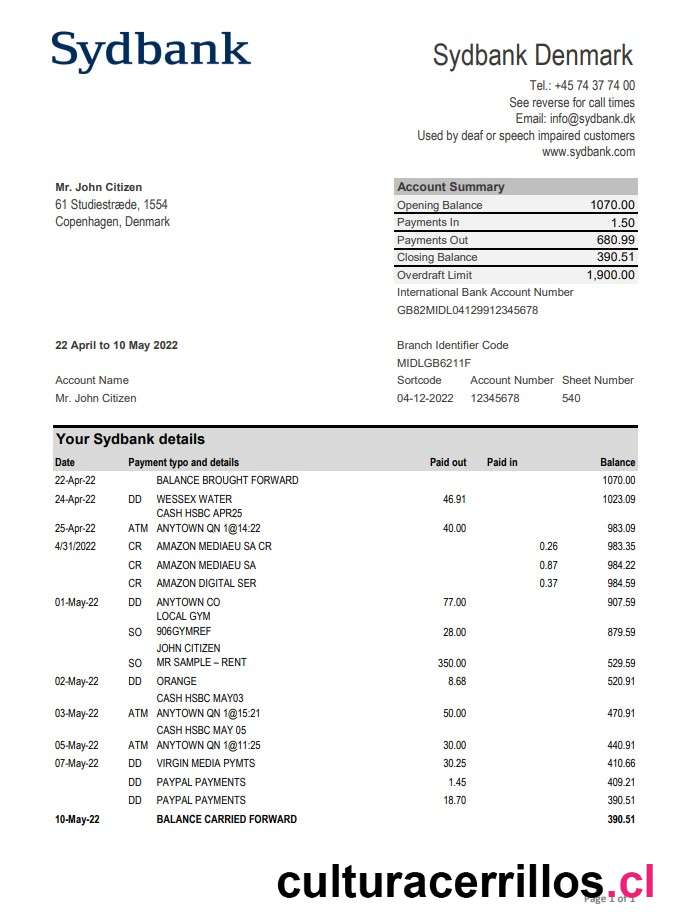 Sydbank
Sydbank Denmark
Tel.: +45 74 37 74 00
See reverse for call times
Email: info@sydbank.dk
Used by deaf or speech impaired customers
www.sydbank.com
Mr. John Citizen
61 Studiestræde, 1554
Copenhagen, Denmark
Account Summary
Opening Balance 1070.00
Payments In 1.50
Payments Out 680.99
Closing Balance 390.51
Overdraft Limit 1,900.00
International Bank Account Number
GB82MIDL04129912345678
22 April to 10 May 2022
Branch Identifier Code
MIDLGB6211F
Account Name
Sortcode Account Number Sheet Number
Mr. John Citizen
04-12-2022 12345678 540
Your Sydbank details
Date Payment typo and details Paid out Paid in Balance
22-Apr-22 BALANCE BROUGHT FORWARD 1070.00
24-Apr-22 DD WESSEX WATER 46.91 1023.09
CASH HSBC APR25
25-Apr-22 ATM ANYTOWN QN 1@14:22 40.00 983.09
4/31/2022 CR AMAZON MEDIAEU SA CR 0.26 983.35
CR AMAZON MEDIAEU SA 0.87 984.22
CR AMAZON DIGITAL SER 0.37 984.59
01-May-22 DD ANYTOWN CO 77.00 907.59
LOCAL GYM
SO 906GYMREF 28.00 879.59
JOHN CITIZEN
SO MR SAMPLE – RENT 350.00 529.59
02-May-22 DD ORANGE 8.68 520.91
CASH HSBC MAY03
03-May-22 ATM ANYTOWN QN 1@15:21 50.00 470.91
CASH HSBC MAY 05
05-May-22 ATM ANYTOWN QN 1@11:25 30.00 440.91
07-May-22 DD VIRGIN MEDIA PYMTS 30.25 410.66
DD PAYPAL PAYMENTS 1.45 409.21
DD PAYPAL PAYMENTS 18.70 390.51
10-May-22 BALANCE CARRIED FORWARD 390.51
culturacerrillos.cl
Page 1 of 1